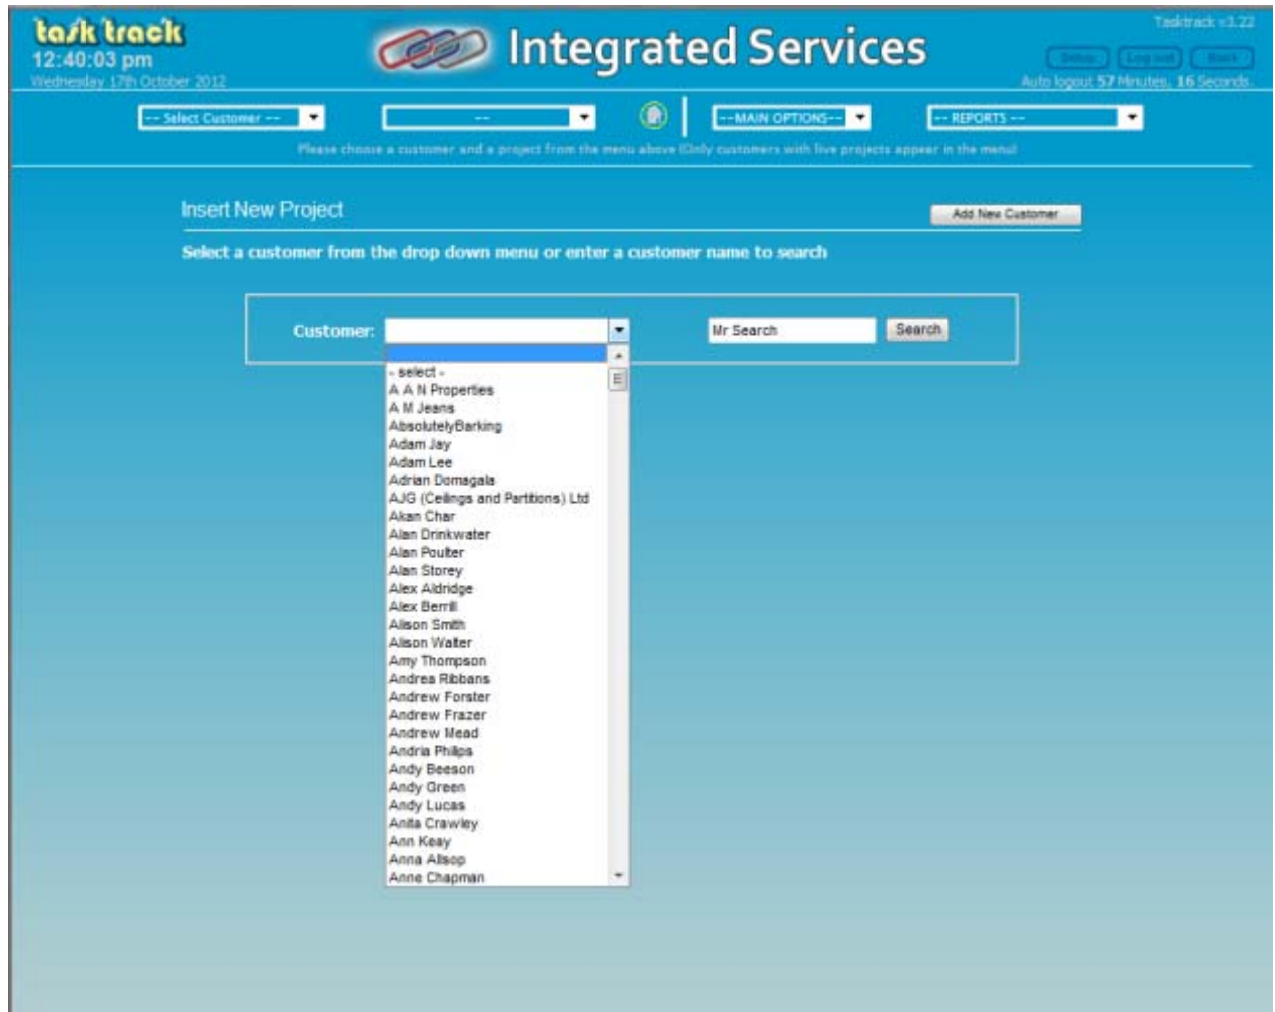 task track
Integrated Services
Tasktrack v3.22
12:40:03 pm
Wednesday 17th October 2012
Log out
Auto logout 57 Minutes, 16 Seconds.
-- Select Customer --
--
--MAIN OPTIONS--
-- REPORTS --
Please choose a customer and a project from the menu above (Only customers with live projects appear in the menu)
Insert New Project
Add New Customer
Select a customer from the drop down menu or enter a customer name to search
Customer:
Mr Search
Search
- select -
A A N Properties
A M Jeans
AbsolutelyBarking
Adam Jay
Adam Lee
Adrian Domagala
AJG (Ceilings and Partitions) Ltd
Akan Char
Alan Drinkwater
Alan Poulter
Alan Storey
Alex Aldridge
Alex Berrill
Alison Smith
Alison Walter
Amy Thompson
Andrea Ribbans
Andrew Forster
Andrew Frazer
Andrew Mead
Andria Philips
Andy Beeson
Andy Green
Andy Lucas
Anita Crawley
Ann Keay
Anna Allsop
Anne Chapman